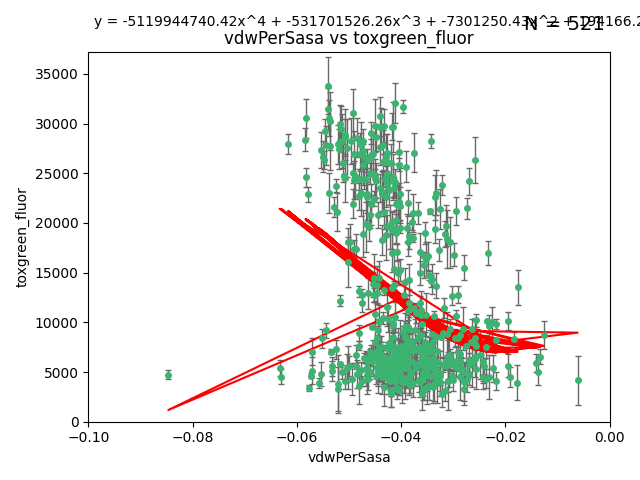 y = -5119944740.42x^4 + -531701526.26x^3 + -7301250.43x^2 +
N = 521
vdwPerSasa vs toxgreen_fluor
35000
30000
25000
20000
15000
10000
5000
0
toxgreen_fluor
−0.10 −0.08 −0.06 −0.04 −0.02 0.00
vdwPerSasa